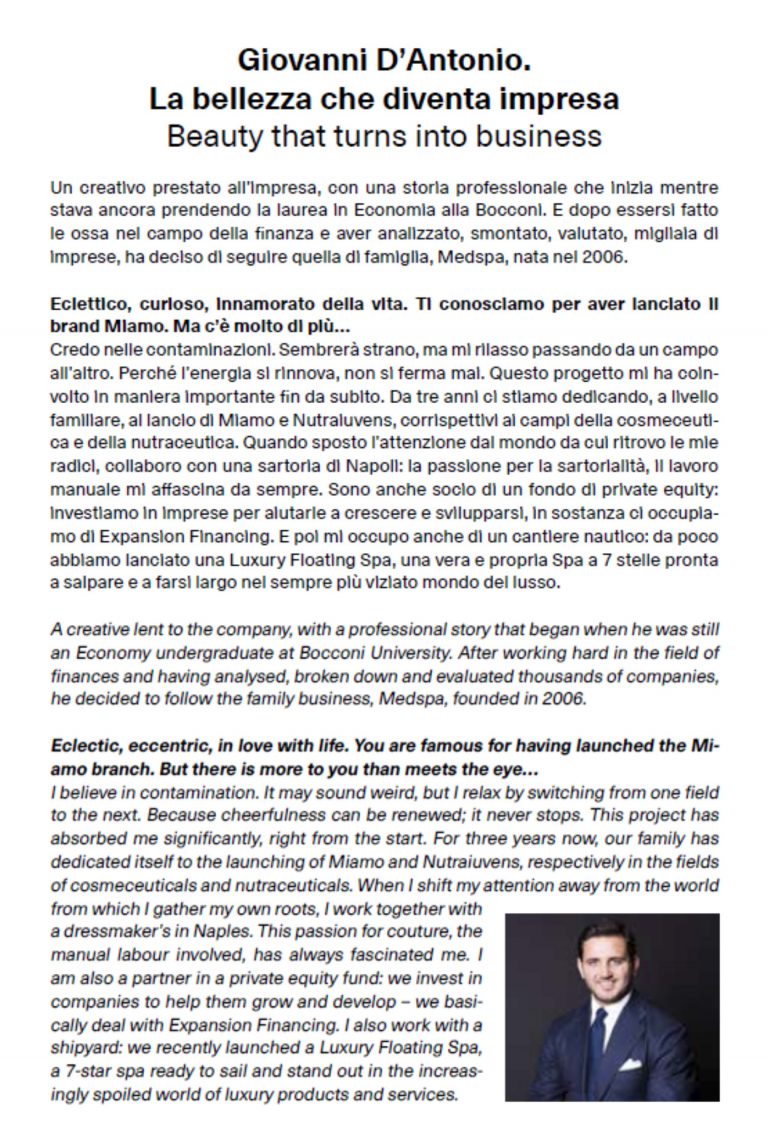 Giovanni D'Antonio.
La bellezza che diventa impresa
Beauty that turns into business
Un creativo prestato all'impresa, con una storia professionale che inizia mentre
stava ancora prendendo la laurea in Economia alla Bocconi. E dopo essersi fatto
le ossa nel campo della finanza e aver analizzato, smontato, valutato, migliaia di
imprese, ha deciso di seguire quella di famiglia, Medspa, nata nel 2006.
Eclettico, curioso, innamorato della vita. Ti conosciamo per aver lanciato il
brand Miamo. Ma c'è molto di più...
Credo nelle contaminazioni. Sembrerà strano, ma mi rilasso passando da un campo
all'altro. Perché l'energia si rinnova, non si ferma mai. Questo progetto mi ha coin-
volto in maniera importante fin da subito. Da tre anni ci stiamo dedicando, a livello
familiare, al lancio di Miamo e Nutraiuvens, corrispettivi ai campi della cosmeceuti-
ca e della nutraceutica. Quando sposto l'attenzione dal mondo da cui ritrovo le mie
radici, collaboro con una sartoria di Napoli: la passione per la sartorialità, il lavoro
manuale mi affascina da sempre. Sono anche socio di un fondo di private equity:
investiamo in imprese per aiutarle a crescere e svilupparsi, in sostanza ci occupia-
mo di Expansion Financing. E poi mi occupo anche di un cantiere nautico: da poco
abbiamo lanciato una Luxury Floating Spa, una vera e propria Spa a 7 stelle pronta
a salpare e a farsi largo nel sempre più viziato mondo del lusso.
A creative lent to the company, with a professional story that began when he was still
an Economy undergraduate at Bocconi University. After working hard in the field of
finances and having analysed, broken down and evaluated thousands of companies,
he decided to follow the family business, Medspa, founded in 2006.
Eclectic, eccentric, in love with life. You are famous for having launched the Mi-
amo branch. But there is more to you than meets the eye...
I believe in contamination. It may sound weird, but I relax by switching from one field
to the next. Because cheerfulness can be renewed; it never stops. This project has
absorbed me significantly, right from the start. For three years now, our family has
dedicated itself to the launching of Miamo and Nutraiuvens, respectively in the fields
of cosmeceuticals and nutraceuticals. When I shift my attention away from the world
from which I gather my own roots, I work together with
a dressmaker's in Naples. This passion for couture, the
manual labour involved, has always fascinated me. I
am also a partner in a private equity fund: we invest in
companies to help them grow and develop – we basi-
cally deal with Expansion Financing. I also work with a
shipyard: we recently launched a Luxury Floating Spa,
a 7-star spa ready to sail and stand out in the increas-
ingly spoiled world of luxury products and services.